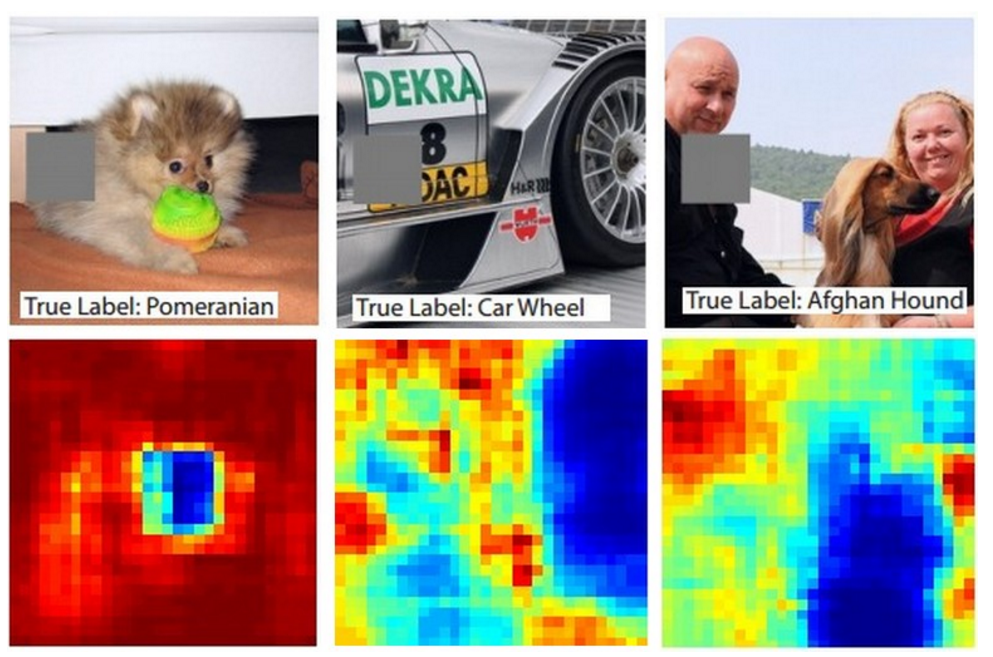 DEKRA
8
DAC
H&R
True Label: Pomeranian
True Label: Car Wheel
True Label: Afghan Hound